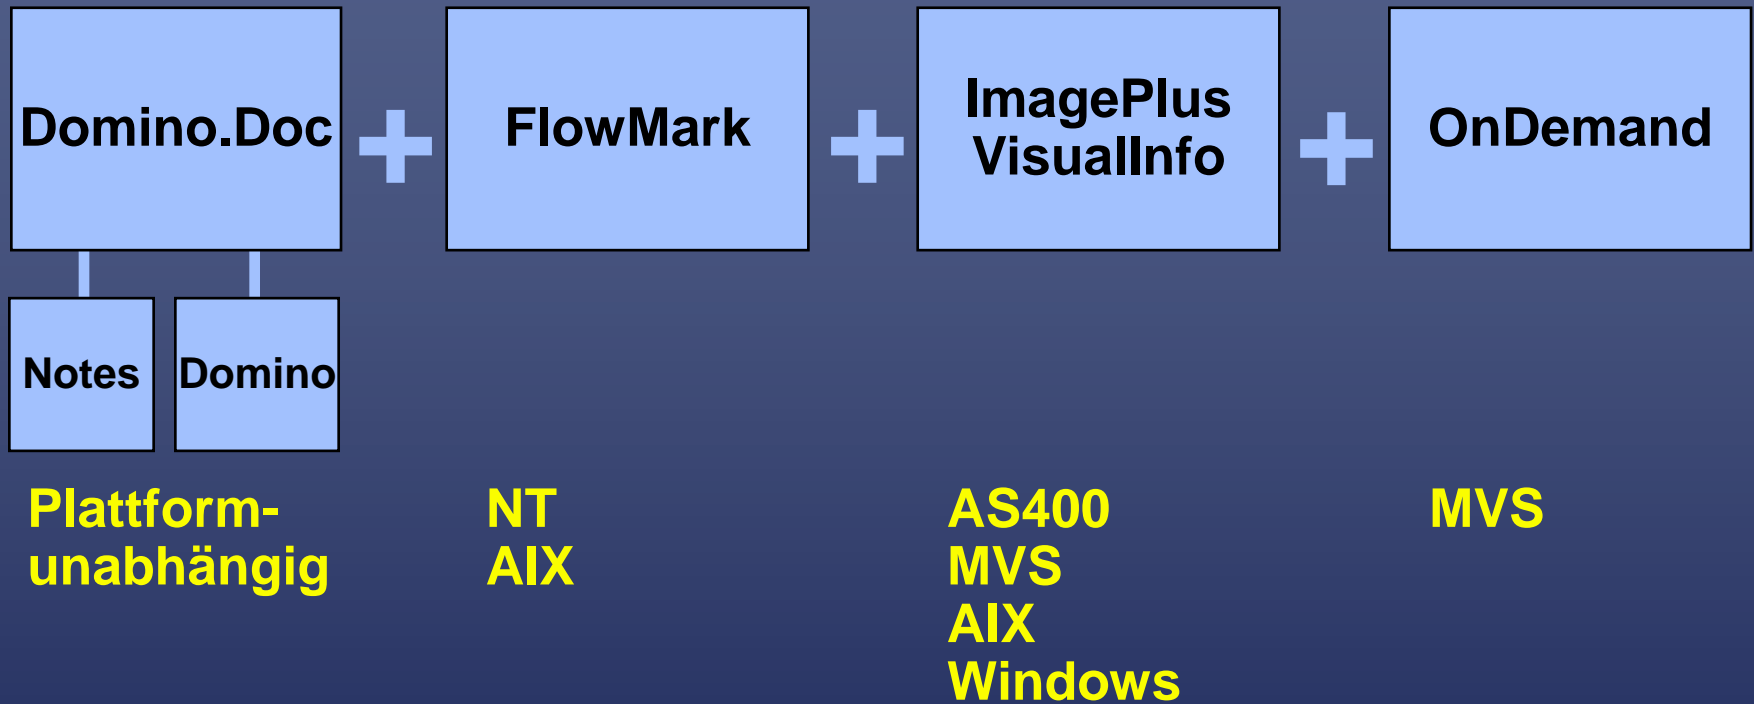 Domino.Doc
FlowMark
ImagePlus
VisualInfo
OnDemand
Notes
Domino
Plattform-
unabhängig
NT
AIX
AS400
MVS
AIX
Windows
MVS